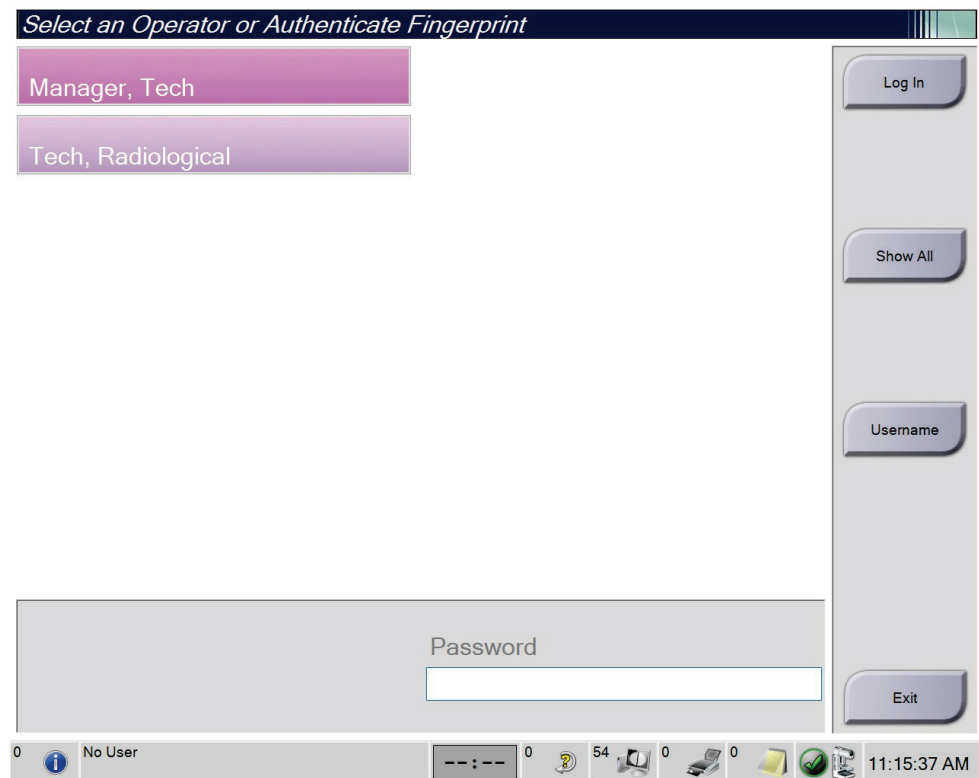 Select an Operator or Authenticate Fingerprint
Manager, Tech
Tech, Radiological
Log In
Show All
Username
Password
Exit
0 No User --:-- 0 54 0 0 11:15:37 AM